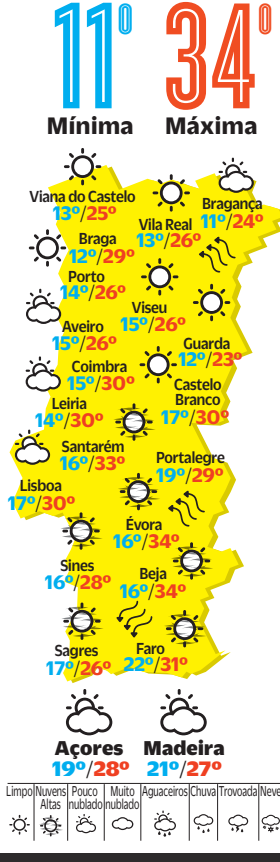 11º 34º
Mínima Máxima
Viana do Castelo
13º/25º
Bragança
11º/24º
Vila Real
13º/26º
Braga
12º/29º
Porto
14º/26º
Viseu
15º/26º
Aveiro
15º/26º
Guarda
12º/23º
Coimbra
15º/30º
Castelo
Branco
17º/30º
Leiria
14º/30º
Santarém
16º/33º
Portalegre
19º/29º
Lisboa
17º/30º
Évora
16º/34º
Sines
16º/28º
Beja
16º/34º
Sagres
17º/26º
Faro
22º/31º
Açores Madeira
19º/28º 21º/27º
Limpo Nuvens Altas Pouco nublado Muito nublado Aguaceiros Chuva Trovoada Neve